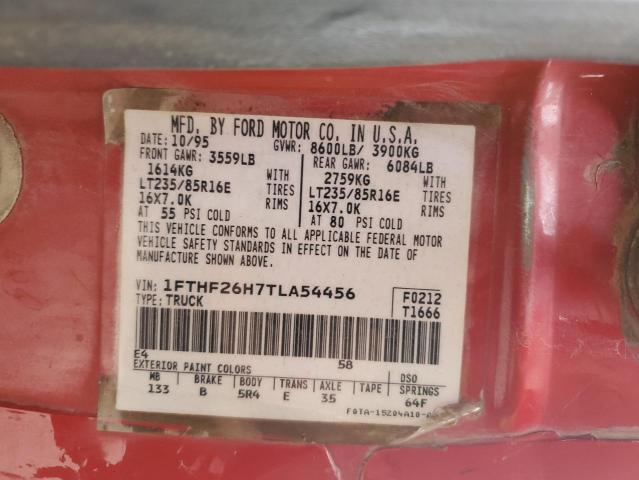 MFD. BY FORD MOTOR CO. IN U.S.A.
DATE: 10/95 GVWR: 8600LB/ 3900KG
FRONT GAWR: 3559LB REAR GAWR: 6084LB
1614KG WITH 2759KG WITH
LT235/85R16E TIRES LT235/85R16E TIRES
16X7.0K RIMS 16X7.0K RIMS
AT 55 PSI COLD AT 80 PSI COLD
THIS VEHICLE CONFORMS TO ALL APPLICABLE FEDERAL MOTOR
VEHICLE SAFETY STANDARDS IN EFFECT ON THE DATE OF
MANUFACTURE SHOWN ABOVE.
VIN: 1FTHF26H7TLA54456 F0212
TYPE: TRUCK T1666
E4 58
EXTERIOR PAINT COLORS DSO
WB BRAKE BODY TRANS AXLE TAPE SPRINGS
133 B 5R4 E 35 64F